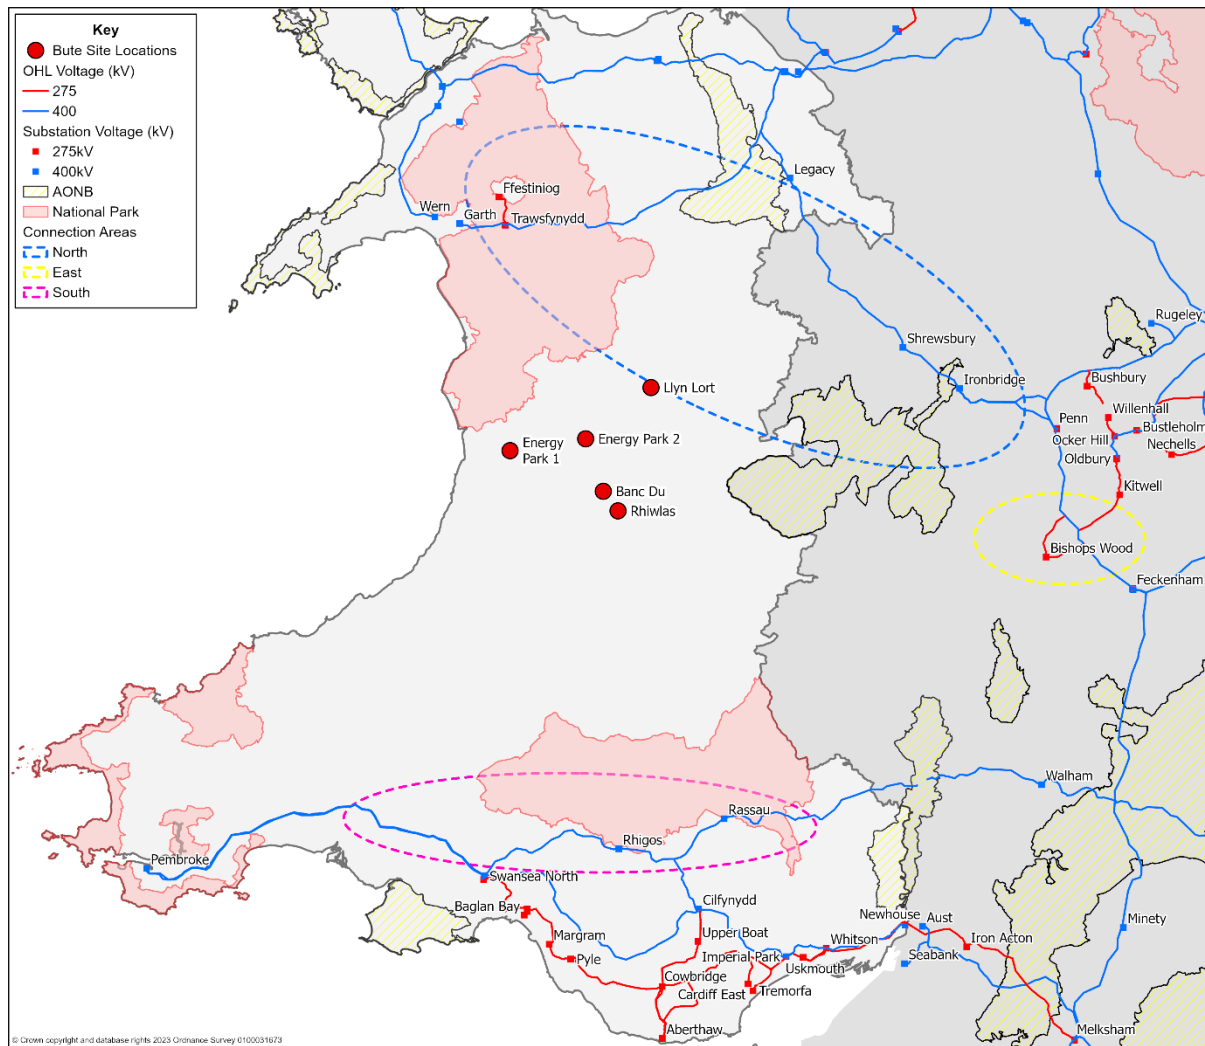 Key
Bute Site Locations
OHL Voltage (kV)
275
400
Substation Voltage (kV)
275kV
400kV
AONB
National Park
Connection Areas
North
East
South
Legacy
Ffestiniog
Wern
Garth
Trawsfynydd
Rugeley
Shrewsbury
Ironbridge
Bushbury
Llyn Lort
Willenhall
Penn
Bustleholm
Ocker Hill
Nechells
Energy
Park 1
Energy Park 2
Oldbury
Banc Du
Kitwell
Rhiwlas
Bishops Wood
Feckenham
Walham
Rassau
Rhigos
Pembroke
Swansea North
Baglan Bay
Cilfynydd
Newhouse
Aust
Minety
Margram
Upper Boat
Whitson
Iron Acton
Pyle
Imperial Park
Uskmouth
Seabank
Cowbridge
Cardiff East
Tremorfa
Aberthaw
Melksham
© Crown copyright and database rights 2023 Ordnance Survey 0100031673